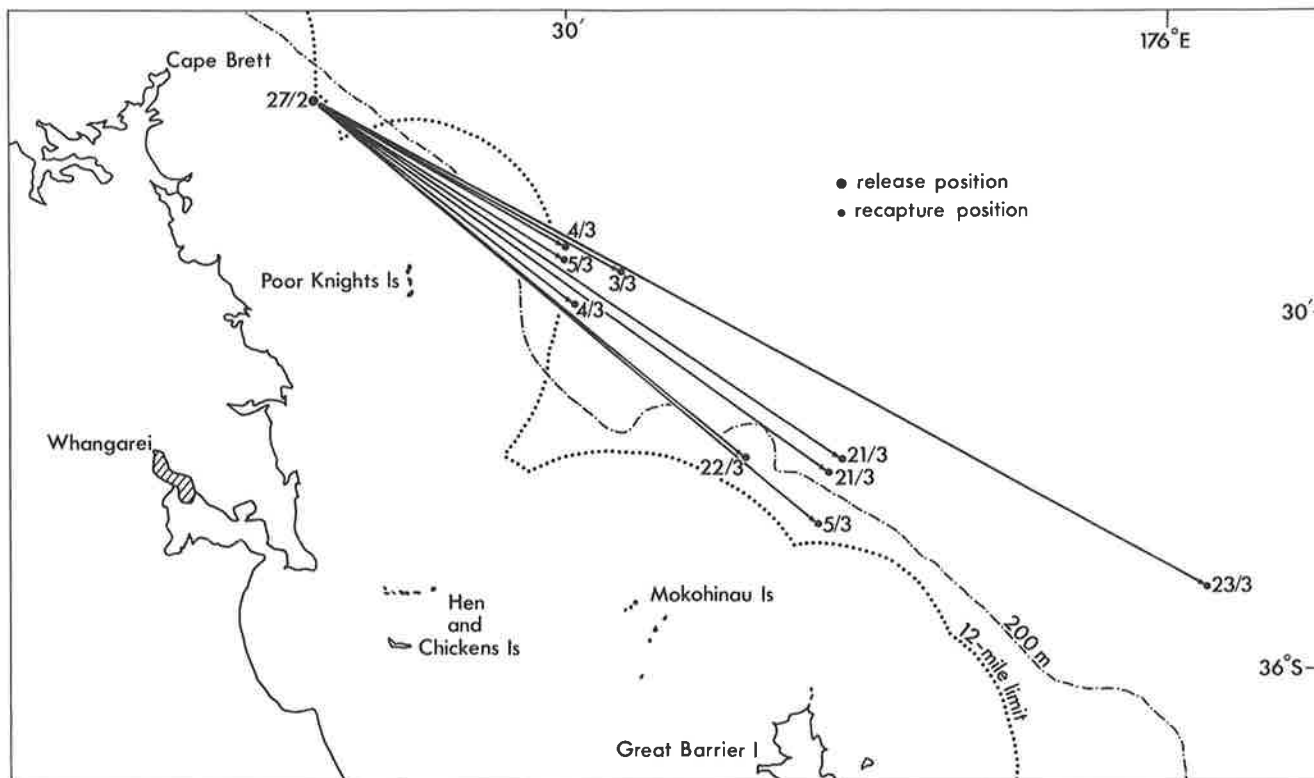 30′
176°E
Cape Brett
27/2
● release position
• recapture position
4/3
5/3
3/3
Poor Knights Is
4/3
30′
Whangarei
22/3
21/3
21/3
5/3
23/3
Hen
and
Chickens Is
Mokohinau Is
200 m
12-mile limit
36°S
Great Barrier I